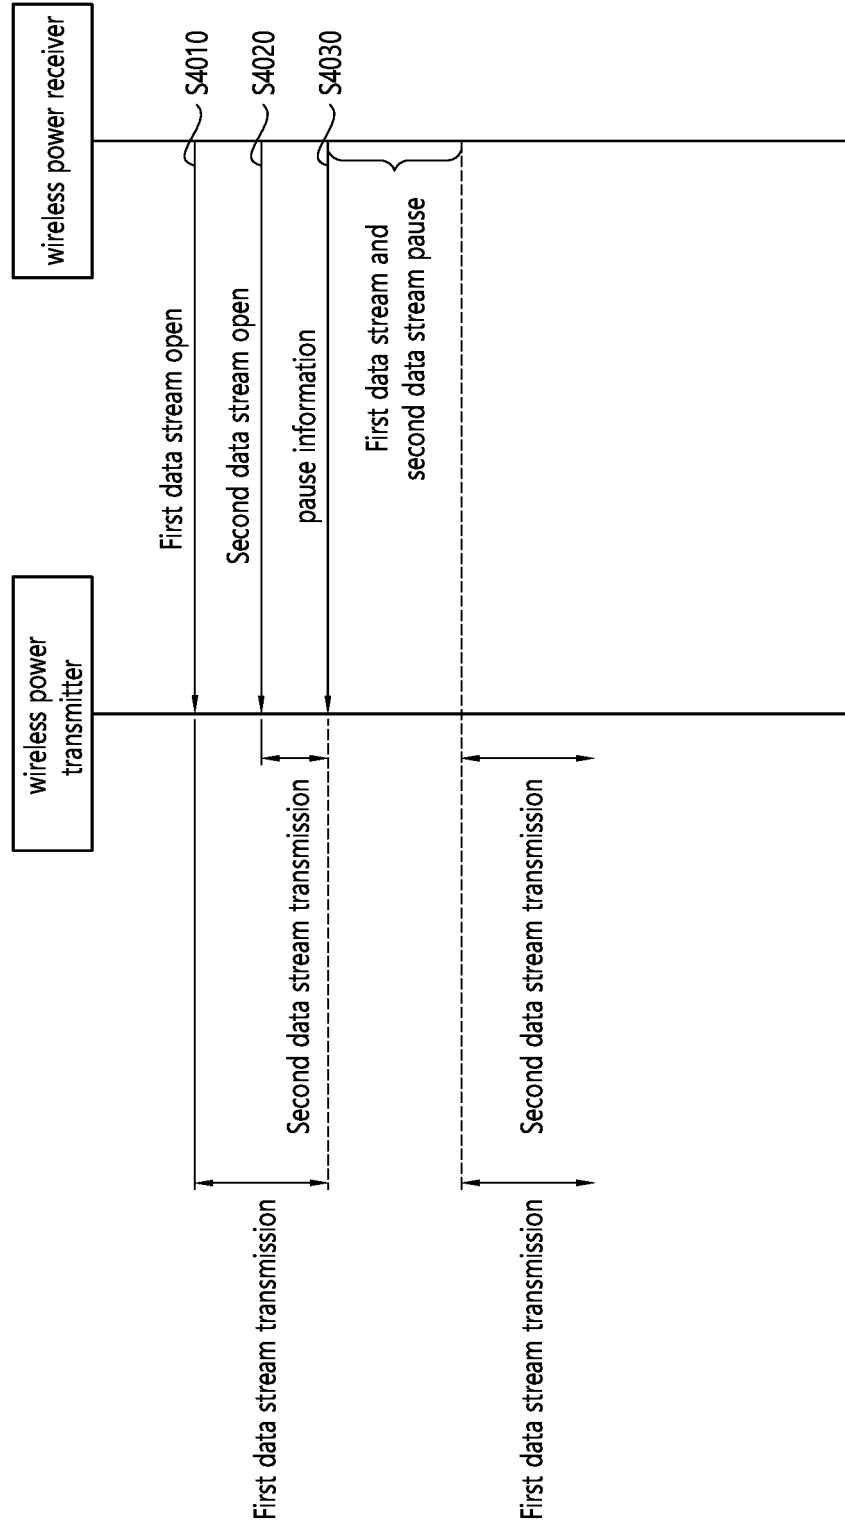 wireless power
transmitter
wireless power receiver
First data stream open
S4010
Second data stream open
S4020
pause information
S4030
First data stream transmission
Second data stream transmission
First data stream and
second data stream pause
First data stream transmission
Second data stream transmission